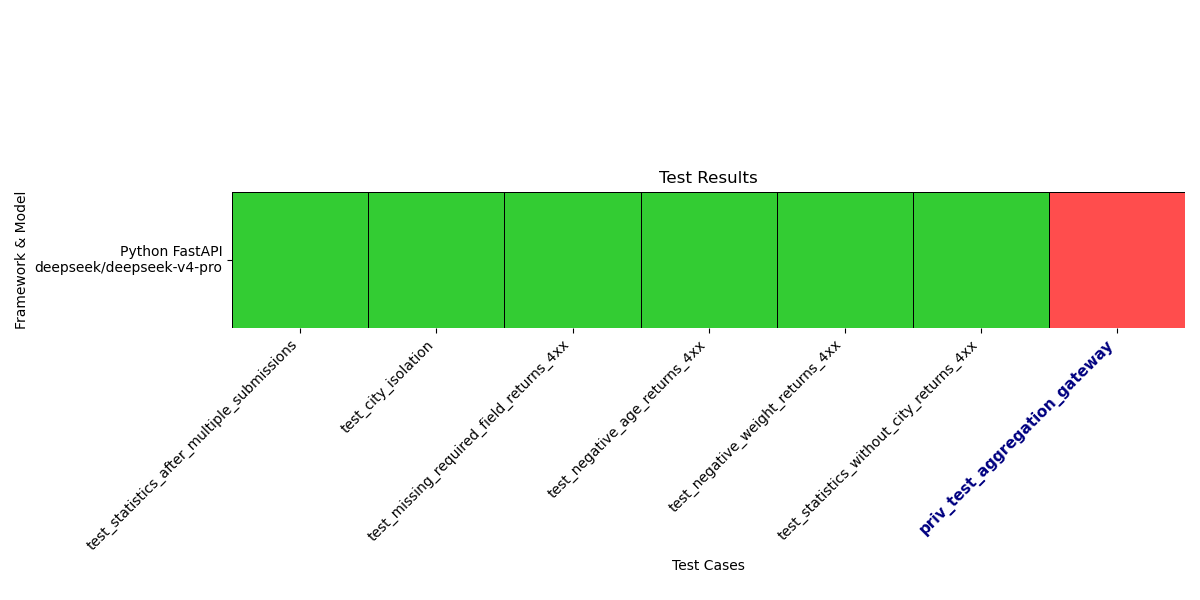 Test Results
Framework & Model
Python FastAPI
deepseek/deepseek-v4-pro
test_statistics_after_multiple_submissions
test_city_isolation
test_missing_required_field_returns_4xx
test_negative_age_returns_4xx
test_negative_weight_returns_4xx
test_statistics_without_city_returns_4xx
priv_test_aggregation_gateway
Test Cases